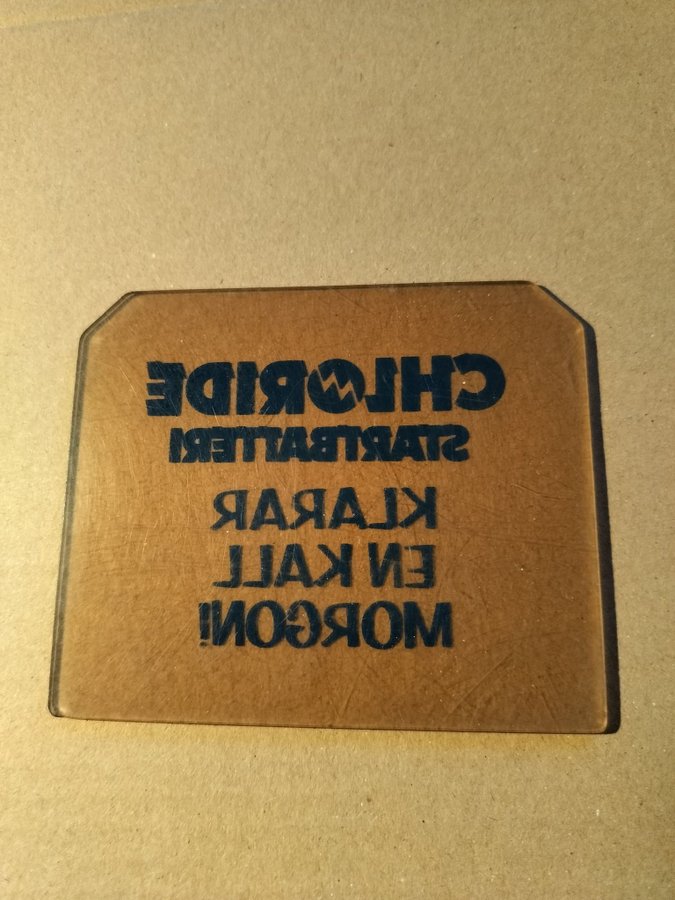 CHLORIDE
STARTBATTERI
KLARAR
EN KALL
MORGON!